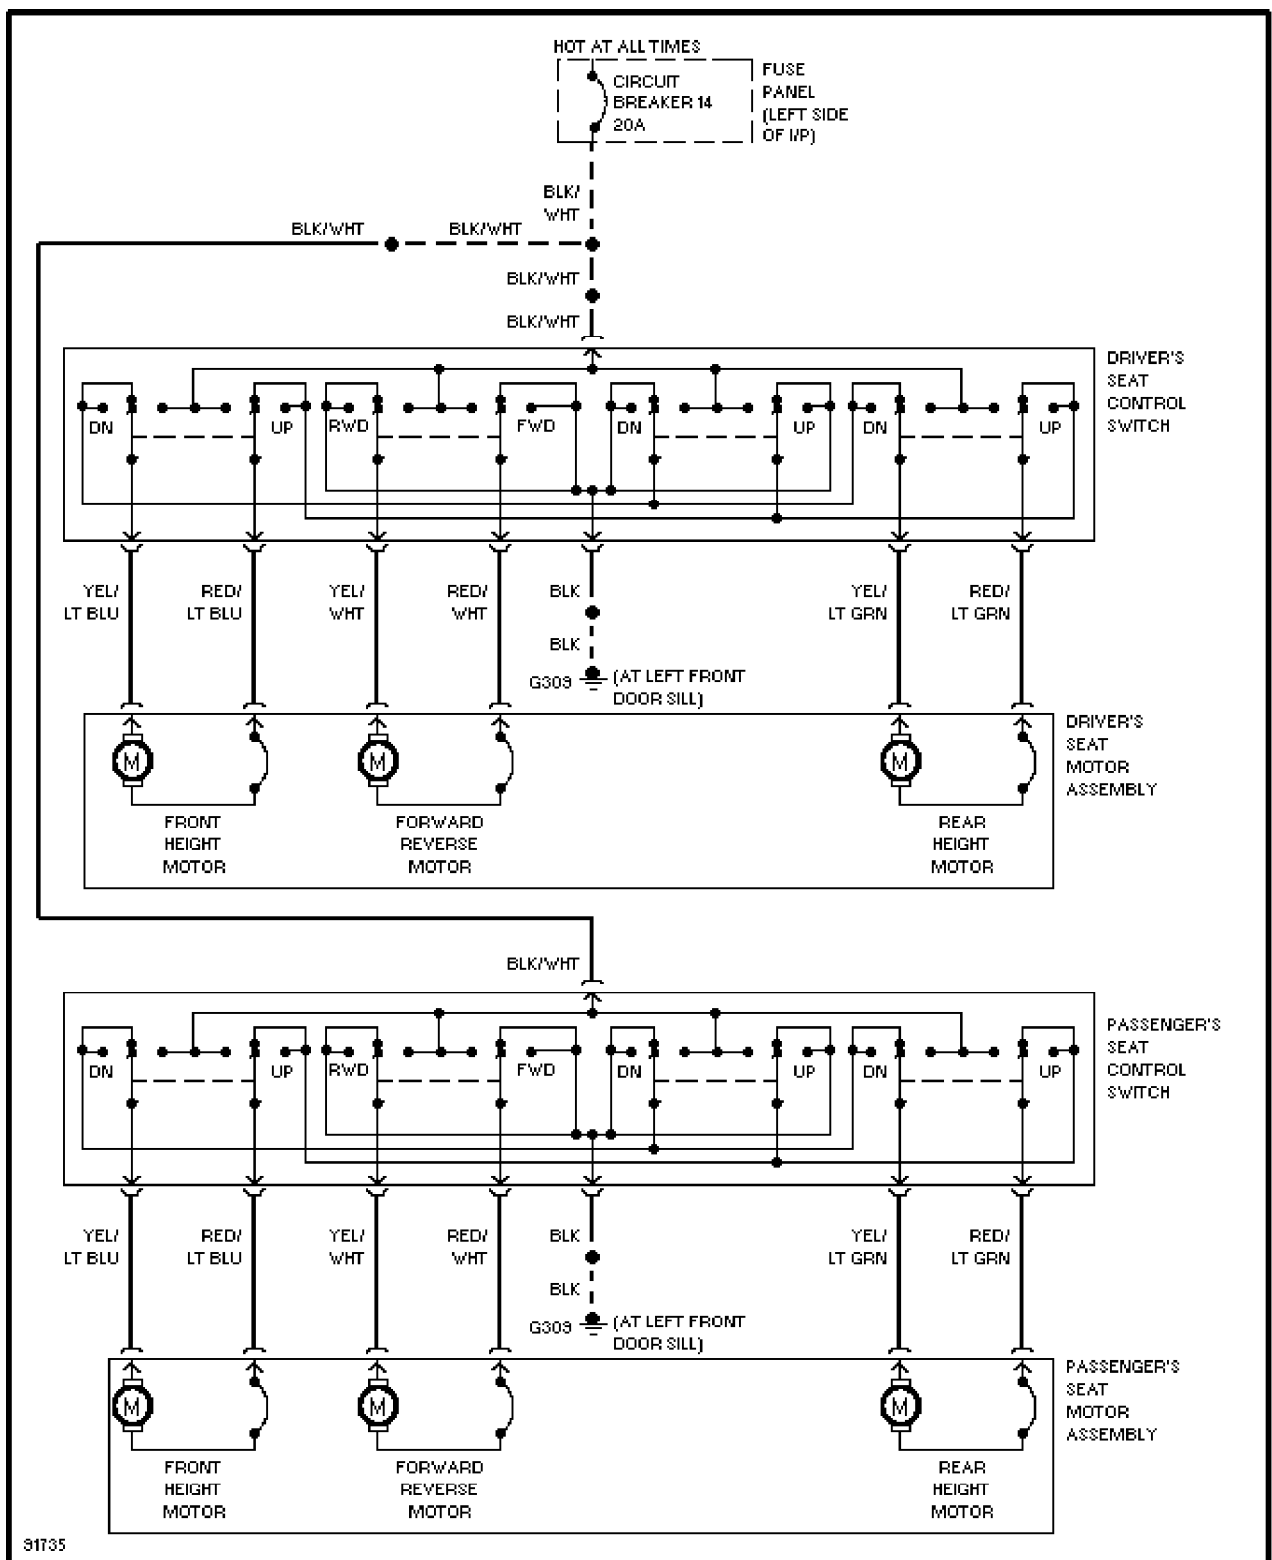 HOT AT ALL TIMES
CIRCUIT
BREAKER 14
20A
FUSE
PANEL
(LEFT SIDE
OF I/P)
BLK/
WHT
BLK/WHT
BLK/WHT
BLK/WHT
BLK/WHT
DRIVER'S
SEAT
CONTROL
SWITCH
DN
UP
RWD
FWD
DN
UP
DN
UP
YEL/
LT BLU
RED/
LT BLU
YEL/
WHT
RED/
WHT
BLK
BLK
YEL/
LT GRN
RED/
LT GRN
G309
(AT LEFT FRONT
DOOR SILL)
M
M
M
DRIVER'S
SEAT
MOTOR
ASSEMBLY
FRONT
HEIGHT
MOTOR
FORWARD
REVERSE
MOTOR
REAR
HEIGHT
MOTOR
BLK/WHT
PASSENGER'S
SEAT
CONTROL
SWITCH
DN
UP
RWD
FWD
DN
UP
DN
UP
YEL/
LT BLU
RED/
LT BLU
YEL/
WHT
RED/
WHT
BLK
BLK
YEL/
LT GRN
RED/
LT GRN
G309
(AT LEFT FRONT
DOOR SILL)
M
M
M
PASSENGER'S
SEAT
MOTOR
ASSEMBLY
FRONT
HEIGHT
MOTOR
FORWARD
REVERSE
MOTOR
REAR
HEIGHT
MOTOR
91735